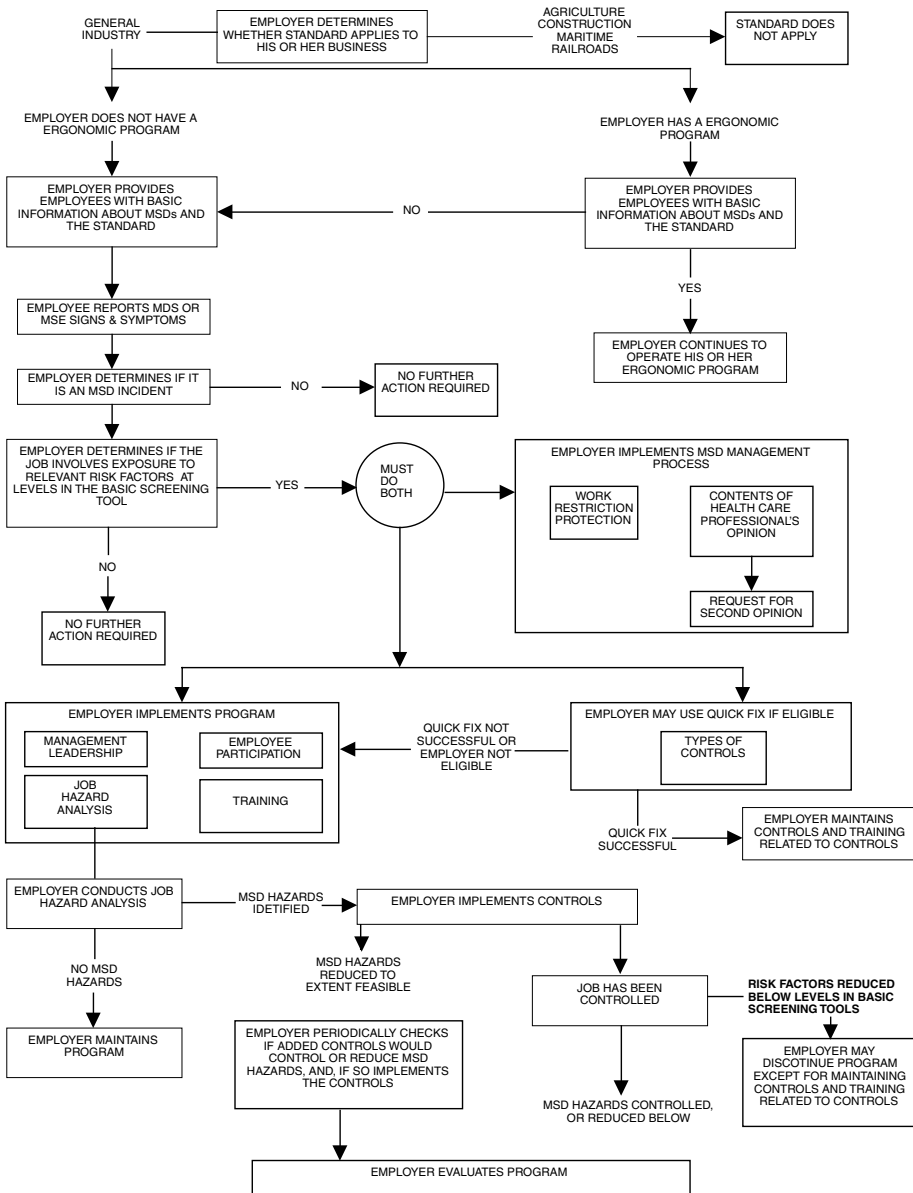 GENERAL
INDUSTRY
EMPLOYER DETERMINES
WHETHER STANDARD APPLIES TO
HIS OR HER BUSINESS
AGRICULTURE
CONSTRUCTION
MARITIME
RAILROADS
STANDARD DOES
NOT APPLY
EMPLOYER DOES NOT HAVE A
ERGONOMIC PROGRAM
EMPLOYER HAS A ERGONOMIC
PROGRAM
EMPLOYER PROVIDES
EMPLOYEES WITH BASIC
INFORMATION ABOUT MSDs AND
THE STANDARD
NO
EMPLOYER PROVIDES
EMPLOYEES WITH BASIC
INFORMATION ABOUT MSDs AND
THE STANDARD
YES
EMPLOYEE REPORTS MDS OR
MSE SIGNS & SYMPTOMS
EMPLOYER CONTINUES TO
OPERATE HIS OR HER
ERGONOMIC PROGRAM
EMPLOYER DETERMINES IF IT
IS AN MSD INCIDENT
NO
NO FURTHER
ACTION REQUIRED
EMPLOYER DETERMINES IF THE
JOB INVOLVES EXPOSURE TO
RELEVANT RISK FACTORS AT
LEVELS IN THE BASIC SCREENING
TOOL
YES
MUST
DO
BOTH
EMPLOYER IMPLEMENTS MSD MANAGEMENT
PROCESS
WORK
RESTRICTION
PROTECTION
CONTENTS OF
HEALTH CARE
PROFESSIONAL'S
OPINION
REQUEST FOR
SECOND OPINION
NO
NO FURTHER
ACTION REQUIRED
EMPLOYER IMPLEMENTS PROGRAM
MANAGEMENT
LEADERSHIP
EMPLOYEE
PARTICIPATION
JOB
HAZARD
ANALYSIS
TRAINING
QUICK FIX NOT
SUCCESSFUL OR
EMPLOYER NOT
ELIGIBLE
EMPLOYER MAY USE QUICK FIX IF ELIGIBLE
TYPES OF
CONTROLS
QUICK FIX
SUCCESSFUL
EMPLOYER MAINTAINS
CONTROLS AND TRAINING
RELATED TO CONTROLS
EMPLOYER CONDUCTS JOB
HAZARD ANALYSIS
MSD HAZARDS
IDETIFIED
EMPLOYER IMPLEMENTS CONTROLS
NO MSD
HAZARDS
MSD HAZARDS
REDUCED TO
EXTENT FEASIBLE
JOB HAS BEEN
CONTROLLED
RISK FACTORS REDUCED
BELOW LEVELS IN BASIC
SCREENING TOOLS
EMPLOYER MAINTAINS
PROGRAM
EMPLOYER PERIODICALLY CHECKS
IF ADDED CONTROLS WOULD
CONTROL OR REDUCE MSD
HAZARDS, AND, IF SO IMPLEMENTS
THE CONTROLS
EMPLOYER MAY
DISCOTINUE PROGRAM
EXCEPT FOR MAINTAINING
CONTROLS AND TRAINING
RELATED TO CONTROLS
MSD HAZARDS CONTROLLED,
OR REDUCED BELOW
EMPLOYER EVALUATES PROGRAM